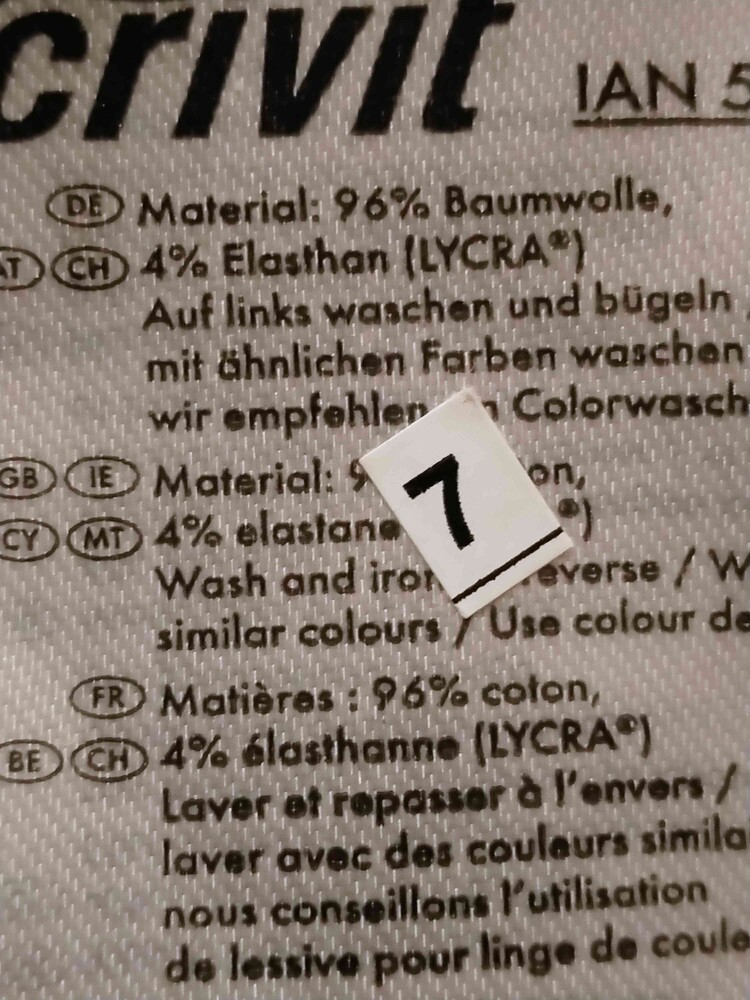 crivit IAN 5
DE Material: 96% Baumwolle,
AT CH 4% Elasthan (LYCRA®)
Auf links waschen und bügeln
mit ähnlichen Farben waschen
wir empfehlen Colorwasch
GB IE Material: 9 on,
CY MT 4% elastane ®)
7
Wash and iron everse / W
similar colours / Use colour de
FR Matières : 96% coton,
BE CH 4% élasthanne (LYCRA®)
Laver et repasser à l'envers /
laver avec des couleurs simila
nous conseillons l'utilisation
de lessive pour linge de coule